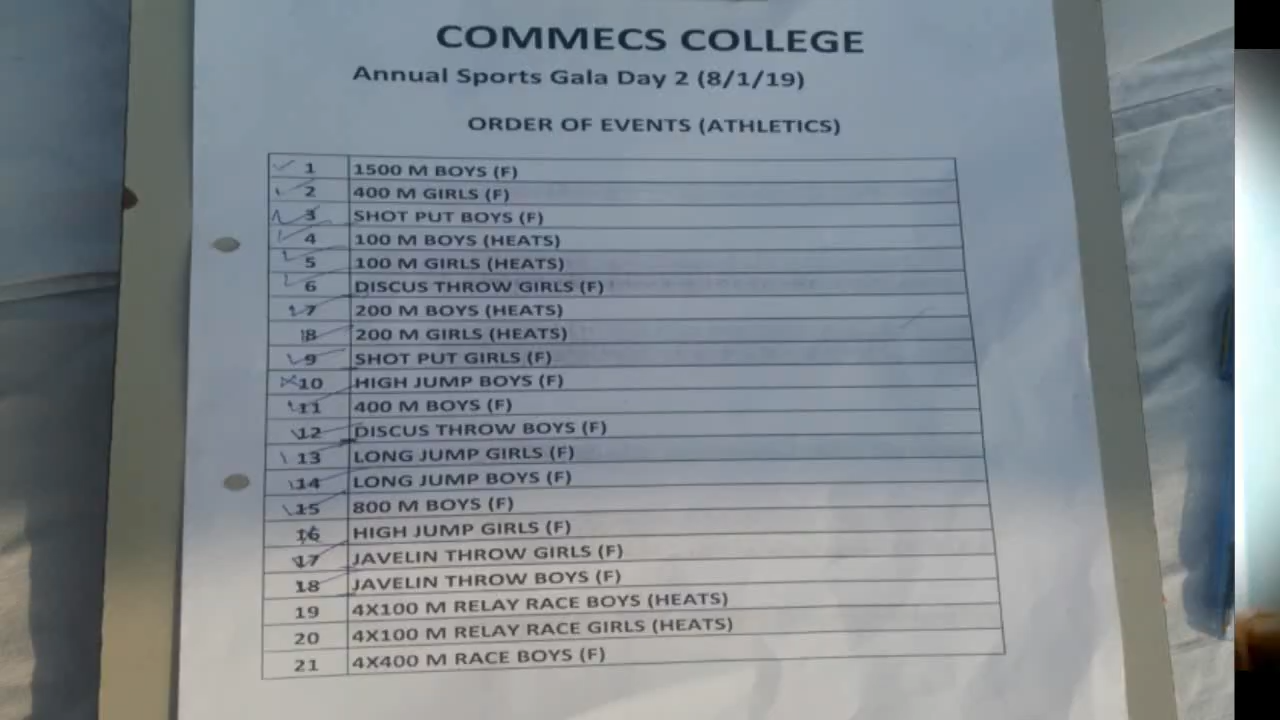 COMMECS COLLEGE
Annual Sports Gala Day 2 (8/1/19)
ORDER OF EVENTS (ATHLETICS)
1 1500 M BOYS (F)
2 400 M GIRLS (F)
3 SHOT PUT BOYS (F)
4 100 M BOYS (HEATS)
5 100 M GIRLS (HEATS)
6 DISCUS THROW GIRLS (F)
7 200 M BOYS (HEATS)
8 200 M GIRLS (HEATS)
9 SHOT PUT GIRLS (F)
10 HIGH JUMP BOYS (F)
11 400 M BOYS (F)
12 DISCUS THROW BOYS (F)
13 LONG JUMP GIRLS (F)
14 LONG JUMP BOYS (F)
15 800 M BOYS (F)
16 HIGH JUMP GIRLS (F)
17 JAVELIN THROW GIRLS (F)
18 JAVELIN THROW BOYS (F)
19 4X100 M RELAY RACE BOYS (HEATS)
20 4X100 M RELAY RACE GIRLS (HEATS)
21 4X400 M RACE BOYS (F)